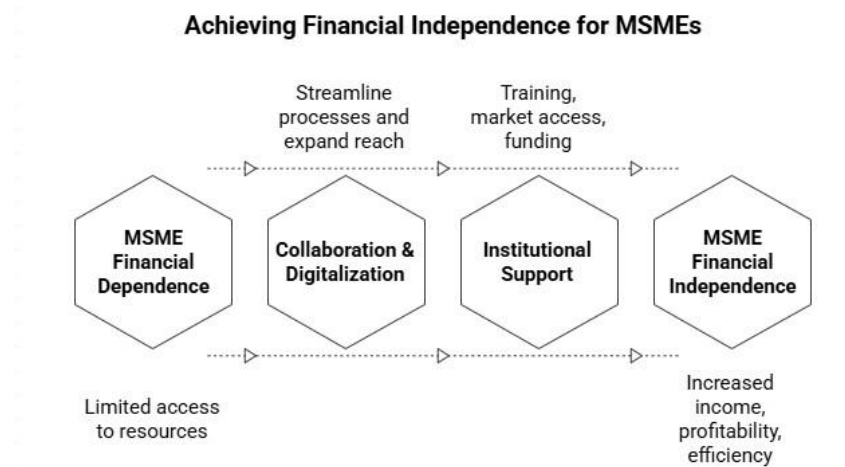 Achieving Financial Independence for MSMEs
Streamline
processes and
expand reach
Training,
market access,
funding
MSME
Financial
Dependence
Collaboration &
Digitalization
Institutional
Support
MSME
Financial
Independence
Limited access
to resources
Increased
income,
profitability,
efficiency